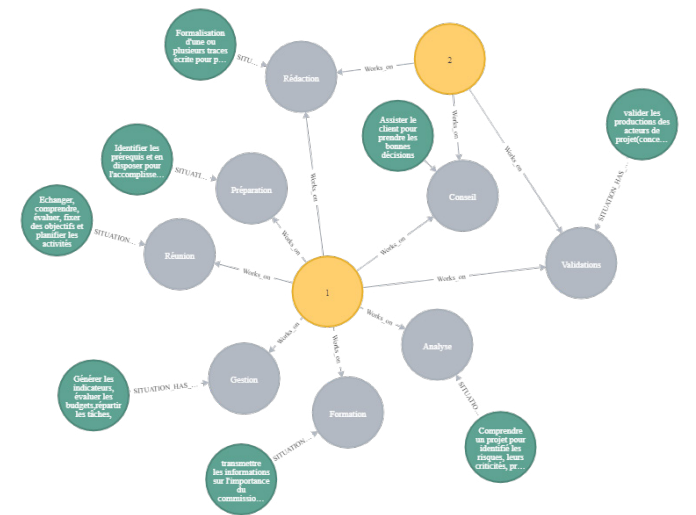 Formalisation
d'une ou
plusieurs traces
écrite pour p…
SITU…
Rédaction
Works_on
2
Works_on
Works_on
Assister le
client pour
prendre les
bonnes
décisions
valider les
productions des
acteurs de
projet(conce…
SITUATION_HAS_…
Identifier les
prérequis et en
disposer pour
l'accomplisse…
SITUATI…
Préparation
Works_on
Conseil
Echanger,
comprendre,
évaluer, fixer
des objectifs et
planifier les
activités
SITUATION…
Réunion
Works_on
Works_on
Works_on
Works_on
Validations
1
Works_on
Works_on
Works_on
Analyse
Générer les
indicateurs,
évaluer les
budgets,répartir
les tâches,
SITUATION_HAS_…
Gestion
Formation
SITUATIO…
SITUATION…
transmettre
les informations
sur l'importance
du
commissio…
Comprendre
un projet pour
identifié les
risques, leurs
criticités, pr…